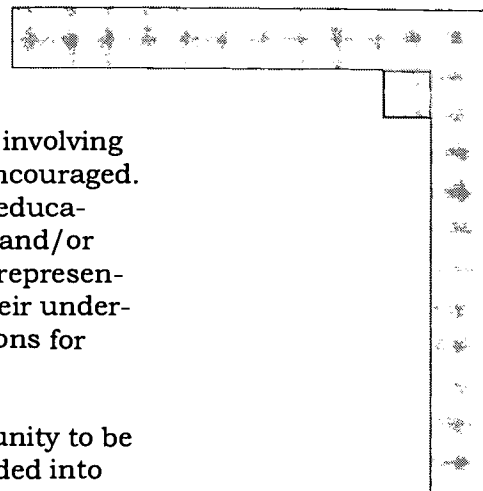 involving
ncouraged.
educa-
and/or
represen-
eir under-
ons for
unity to be
ded into